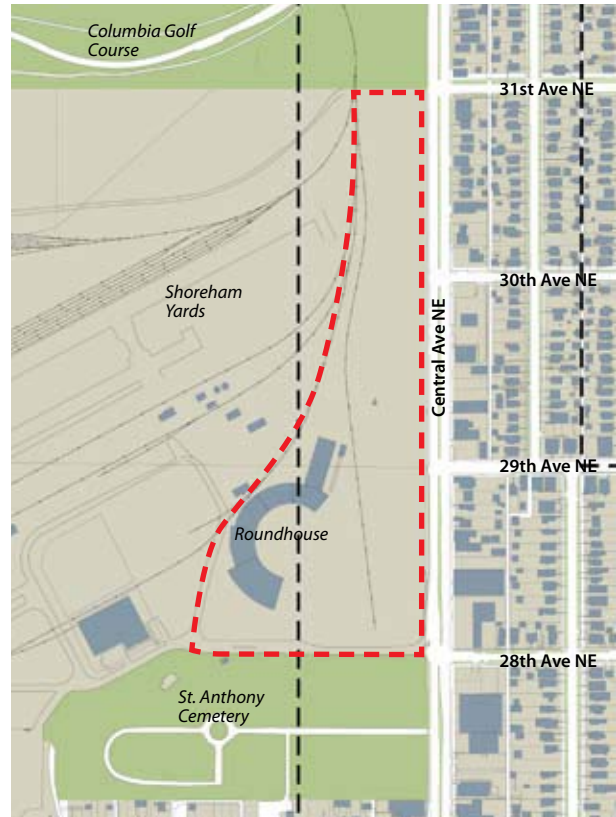 Columbia Golf
Course
31st Ave NE
30th Ave NE
Shoreham
Yards
Central Ave NE
29th Ave NE
Roundhouse
28th Ave NE
St. Anthony
Cemetery